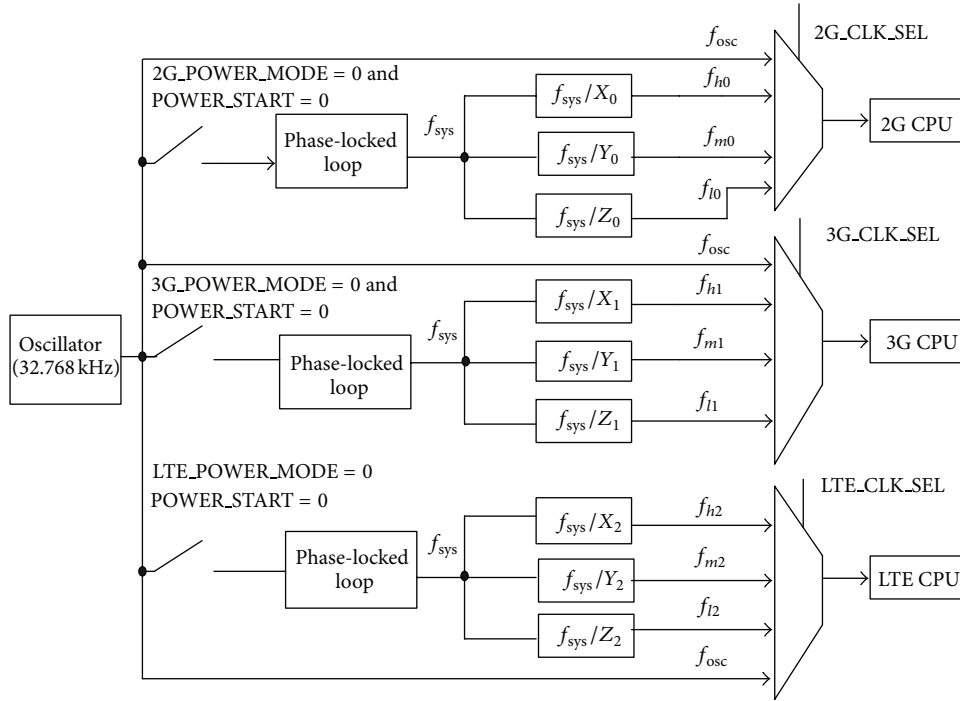 f_osc
2G_CLK_SEL
2G_POWER_MODE = 0 and
POWER_START = 0
f_sys/X_0
f_h0
Phase-locked
loop
f_sys
f_sys/Y_0
f_m0
2G CPU
f_sys/Z_0
f_l0
f_osc
3G_CLK_SEL
3G_POWER_MODE = 0 and
POWER_START = 0
f_sys/X_1
f_h1
Oscillator
(32.768 kHz)
Phase-locked
loop
f_sys
f_sys/Y_1
f_m1
3G CPU
f_sys/Z_1
f_l1
LTE_POWER_MODE = 0
POWER_START = 0
LTE_CLK_SEL
f_sys/X_2
f_h2
Phase-locked
loop
f_sys
f_sys/Y_2
f_m2
LTE CPU
f_sys/Z_2
f_l2
f_osc